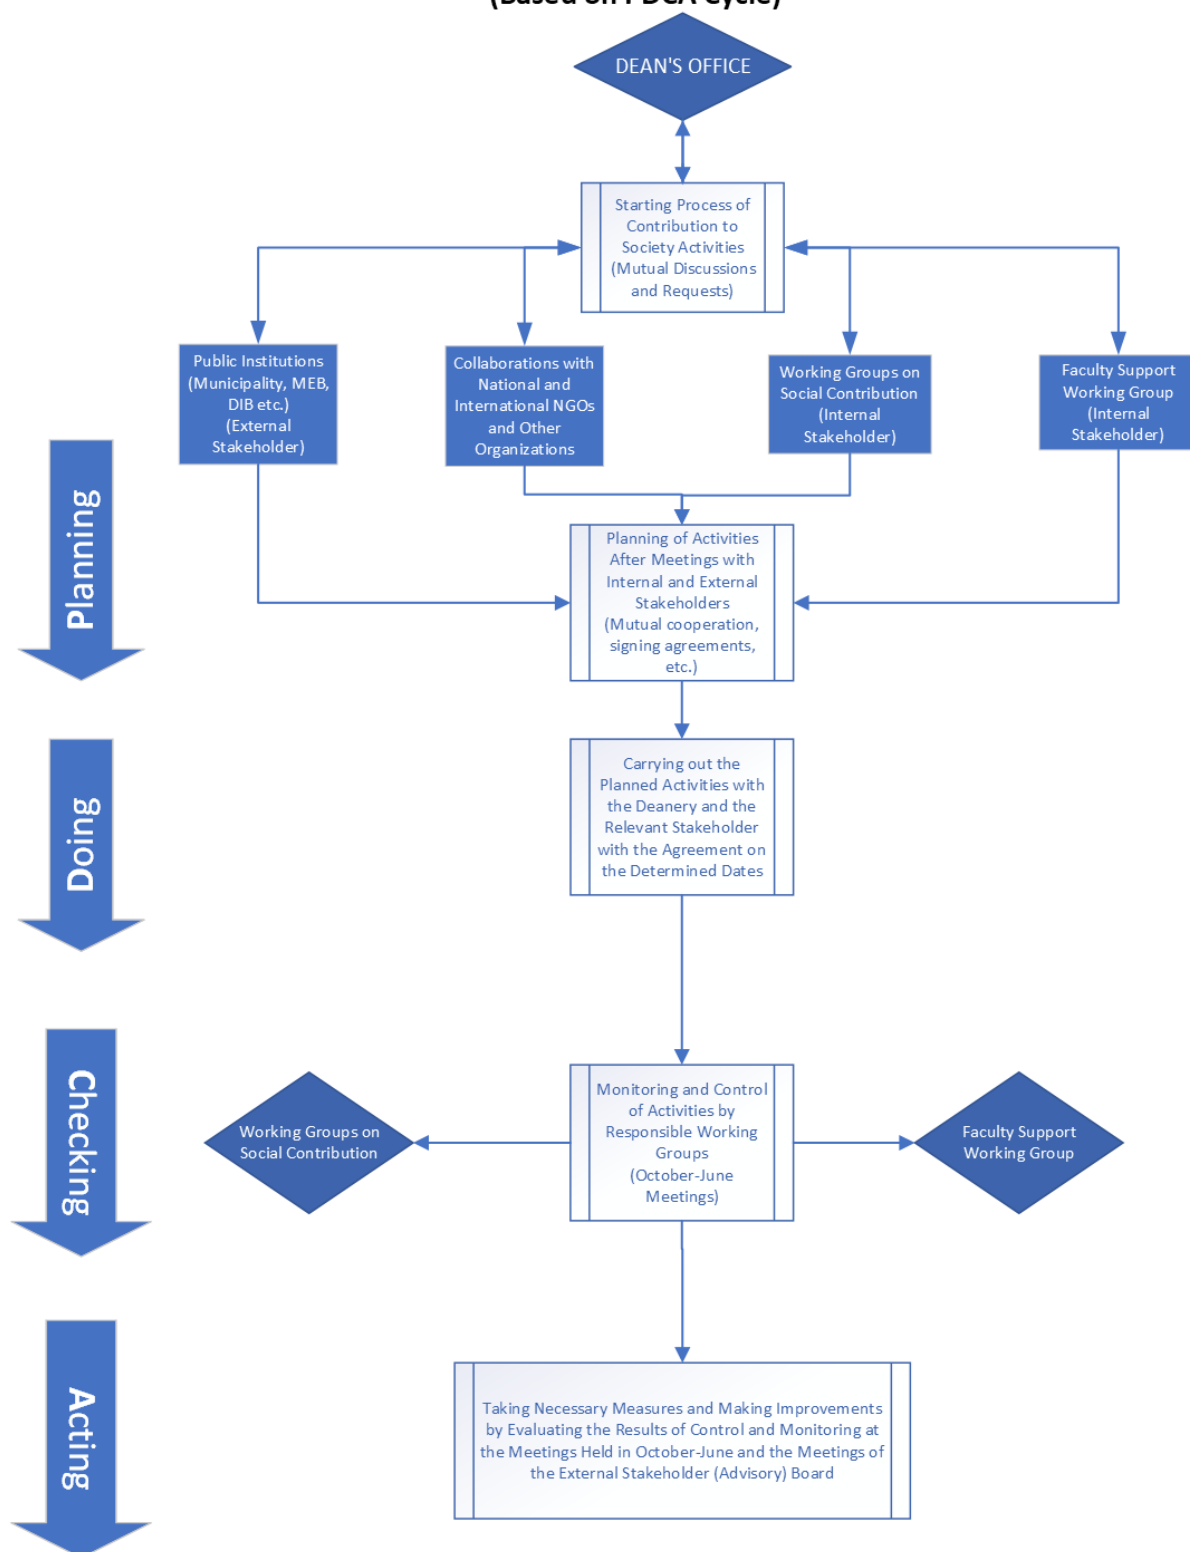 (Based on PDCA Cycle)
DEAN'S OFFICE
Starting Process of
Contribution to
Society Activities
(Mutual Discussions
and Requests)
Public Institutions
(Municipality, MEB,
DIB etc.)
(External
Stakeholder)
Collaborations with
National and
International NGOs
and Other
Organizations
Working Groups on
Social Contribution
(Internal
Stakeholder)
Faculty Support
Working Group
(Internal
Stakeholder)
Planning
Planning of Activities
After Meetings with
Internal and External
Stakeholders
(Mutual cooperation,
signing agreements,
etc.)
Doing
Carrying out the
Planned Activities with
the Deanery and the
Relevant Stakeholder
with the Agreement on
the Determined Dates
Checking
Working Groups on
Social Contribution
Monitoring and Control
of Activities by
Responsible Working
Groups
(October-June
Meetings)
Faculty Support
Working Group
Acting
Taking Necessary Measures and Making Improvements
by Evaluating the Results of Control and Monitoring at
the Meetings Held in October-June and the Meetings of
the External Stakeholder (Advisory) Board